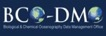 BCO-DMO
Biological & Chemical Oceanography Data Management Office